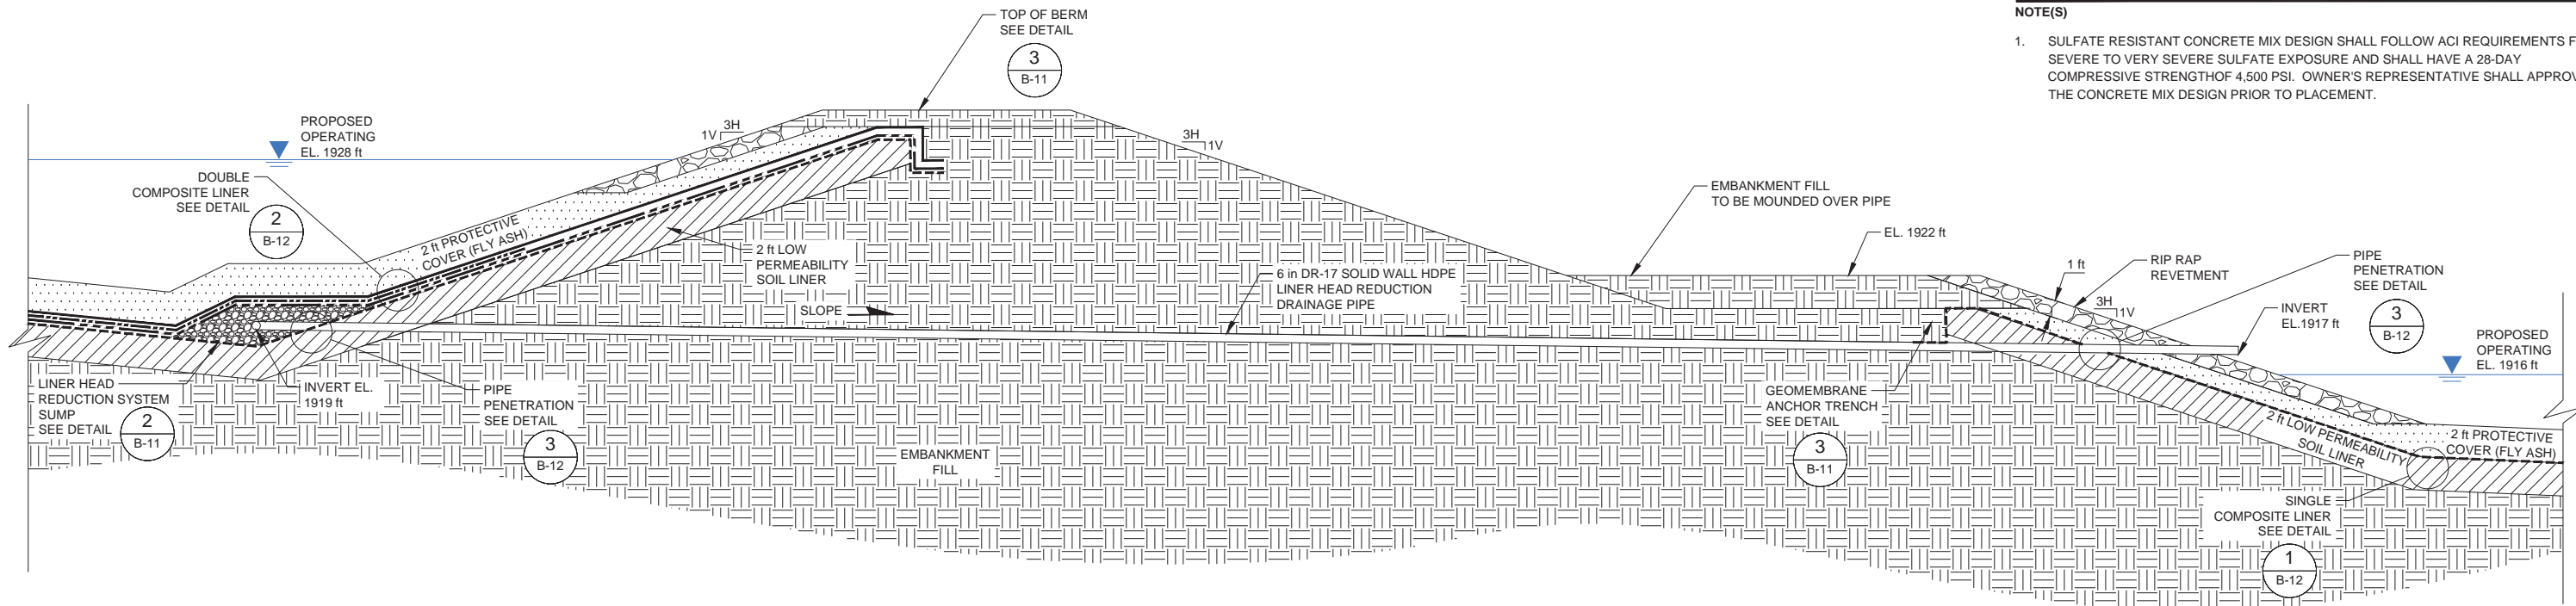 TOP OF BERM
SEE DETAIL
3
B-11
NOTE(S)
1. SULFATE RESISTANT CONCRETE MIX DESIGN SHALL FOLLOW ACI REQUIREMENTS F
SEVERE TO VERY SEVERE SULFATE EXPOSURE AND SHALL HAVE A 28-DAY
COMPRESSIVE STRENGTHOF 4,500 PSI. OWNER'S REPRESENTATIVE SHALL APPROV
THE CONCRETE MIX DESIGN PRIOR TO PLACEMENT.
PROPOSED
OPERATING
EL. 1928 ft
3H
1V
3H
1V
DOUBLE
COMPOSITE LINER
SEE DETAIL
2
B-12
2 ft PROTECTIVE
COVER (FLY ASH)
2 ft LOW
PERMEABILITY
SOIL LINER
SLOPE
6 in DR-17 SOLID WALL HDPE
LINER HEAD REDUCTION
DRAINAGE PIPE
EMBANKMENT FILL
TO BE MOUNDED OVER PIPE
EL. 1922 ft
1 ft
RIP RAP
REVETMENT
3H
1V
PIPE
PENETRATION
SEE DETAIL
3
B-12
INVERT
EL.1917 ft
PROPOSED
OPERATING
EL. 1916 ft
LINER HEAD
REDUCTION SYSTEM
SUMP
SEE DETAIL
2
B-11
INVERT EL.
1919 ft
PIPE
PENETRATION
SEE DETAIL
3
B-12
EMBANKMENT
FILL
GEOMEMBRANE
ANCHOR TRENCH
SEE DETAIL
3
B-11
2 ft LOW PERMEABILITY
SOIL LINER
2 ft PROTECTIVE
COVER (FLY ASH)
SINGLE
COMPOSITE LINER
SEE DETAIL
1
B-12